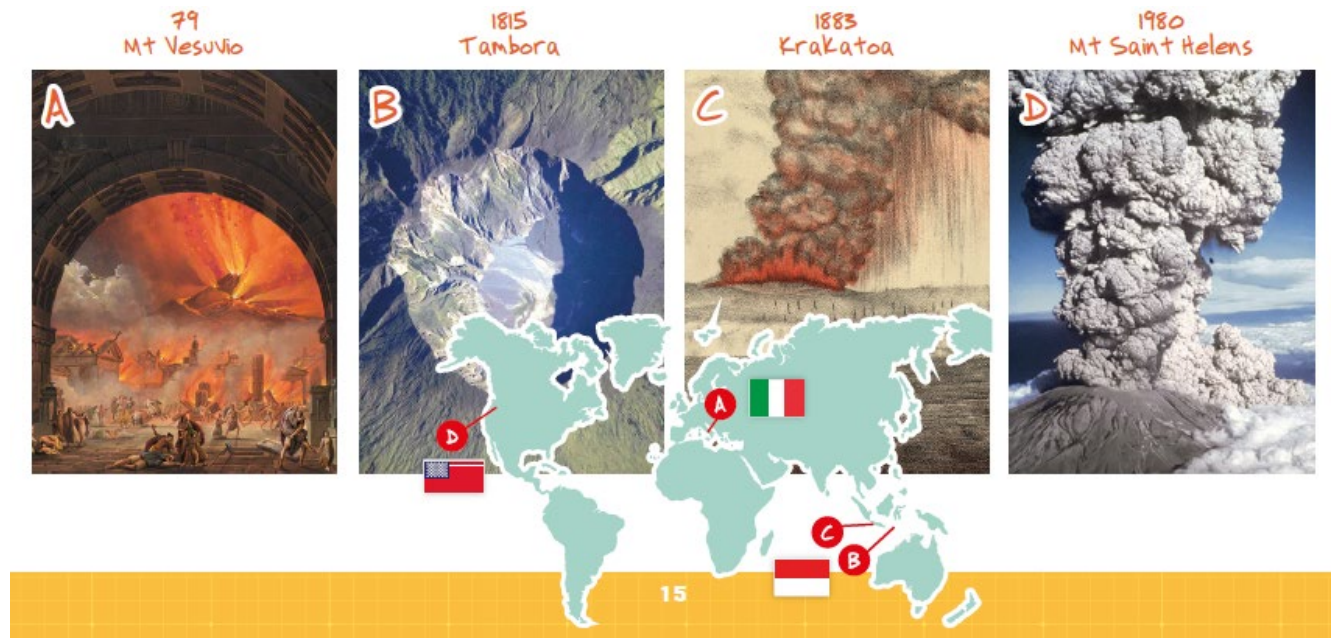 79
Mt Vesuvio
1815
Tambora
1883
Krakatoa
1980
Mt Saint Helens
A
B
C
D
A
D
C
B
15